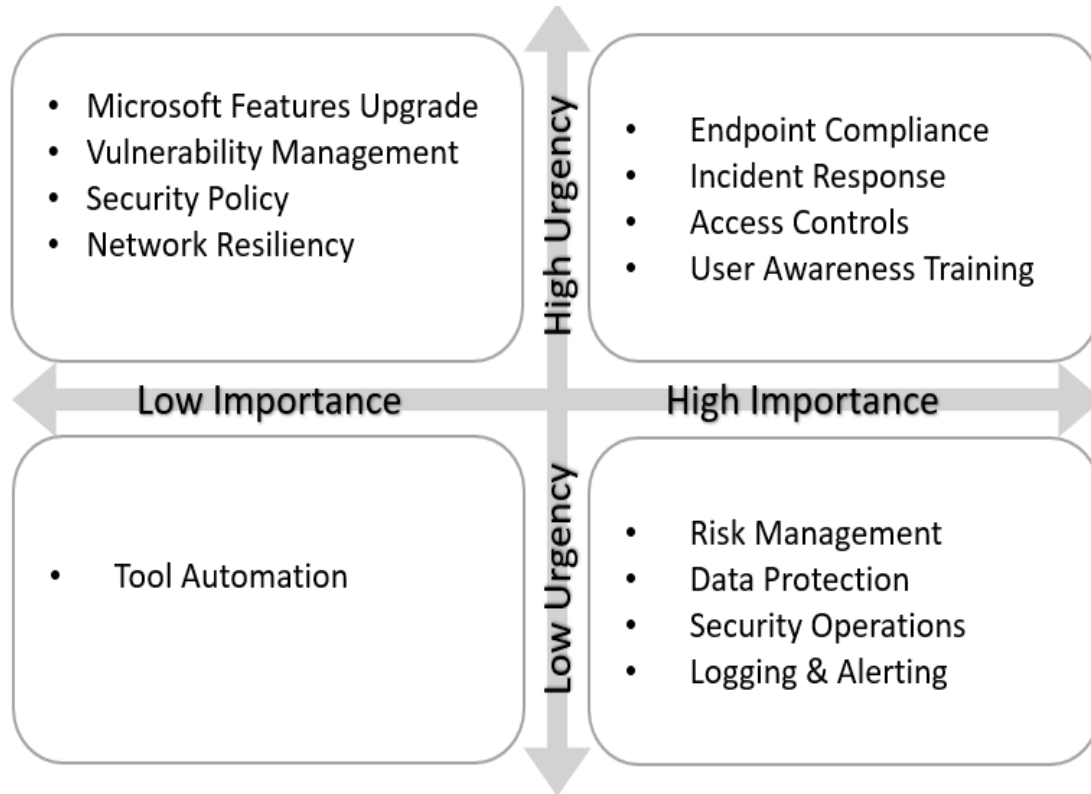 • Microsoft Features Upgrade
• Vulnerability Management
• Security Policy
• Network Resiliency
High Urgency
• Endpoint Compliance
• Incident Response
• Access Controls
• User Awareness Training
Low Importance
High Importance
• Tool Automation
Low Urgency
• Risk Management
• Data Protection
• Security Operations
• Logging & Alerting